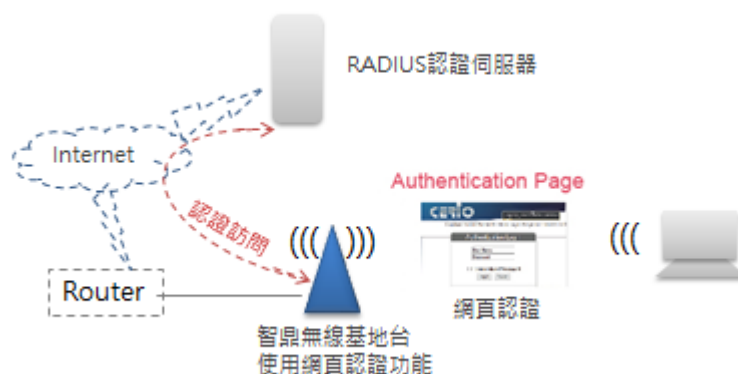 RADIUS認證伺服器
Internet
Authentication Page
認證訪問
Router
網頁認證
智鼎無線基地台
使用網頁認證功能